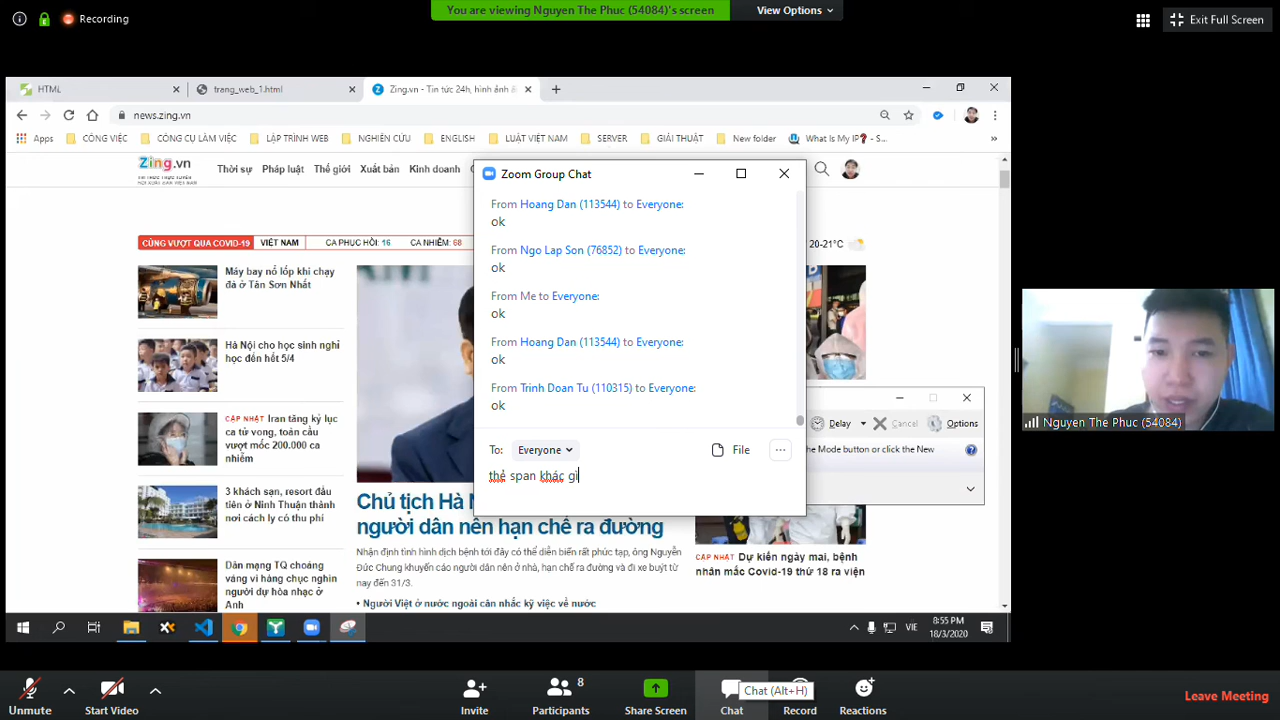 Recording
You are viewing Nguyen The Phuc (54084)'s screen
View Options
Exit Full Screen
HTML
trang_web_1.html
Zing.vn - Tin tức 24h, hình ảnh ấ
news.zing.vn
Apps
CÔNG VIỆC
CÔNG CỤ LÀM VIỆC
LẬP TRÌNH WEB
NGHIÊN CỨU
ENGLISH
LUẬT VIỆT NAM
SERVER
GIẢI THUẬT
New folder
What Is My IP? - S...
Zing.vn
Thời sự
Pháp luật
Thế giới
Xuất bản
Kinh doanh
CÙNG VƯỢT QUA COVID-19
VIỆT NAM
CA PHỤC HỒI: 16
CA NHIỄM: 68
20-21°C
Máy bay nổ lốp khi chạy
đà ở Tân Sơn Nhất
Hà Nội cho học sinh nghỉ
học đến hết 5/4
CẬP NHẬT Iran tăng kỷ lục
ca tử vong, toàn cầu
vượt mốc 200.000 ca
nhiễm
3 khách sạn, resort đầu
tiên ở Ninh Thuận thành
nơi cách ly có thu phí
Dân mạng TQ choáng
váng vì hàng chục nghìn
người dự hòa nhạc ở
Anh
Chủ tịch Hà N
người dân nên hạn chế ra đường
Nhận định tình hình dịch bệnh tới đây có thể diễn biến rất phức tạp, ông Nguyễn
Đức Chung khuyến cáo người dân nên ở nhà, hạn chế ra đường và đi xe buýt từ
nay đến 31/3.
• Người Việt ở nước ngoài cân nhắc kỹ việc về nước
Zoom Group Chat
From Hoang Dan (113544) to Everyone:
ok
From Ngo Lap Son (76852) to Everyone:
ok
From Me to Everyone:
ok
From Hoang Dan (113544) to Everyone:
ok
From Trinh Doan Tu (110315) to Everyone:
ok
To: Everyone
File
thẻ span khác gì
Delay
Cancel
Options
he Mode button or click the New
CẬP NHẬT Dự kiến ngày mai, bệnh
nhân mắc Covid-19 thứ 18 ra viện
Nguyen The Phuc (54084)
VIE
8:55 PM
18/3/2020
Unmute
Start Video
Invite
8
Participants
Share Screen
Chat
Chat (Alt+H)
Record
Reactions
Leave Meeting